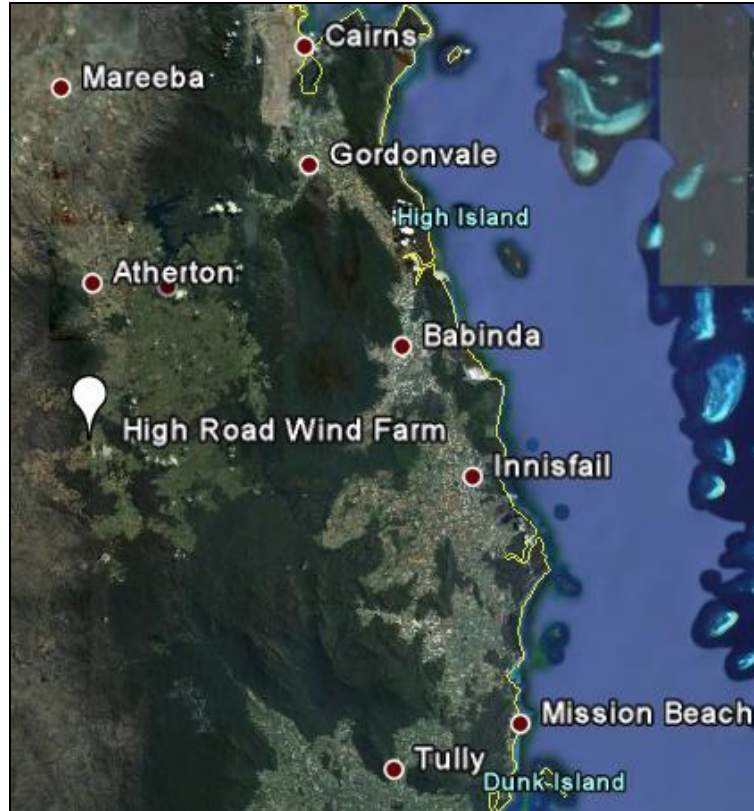 Cairns
Mareeba
Gordonvale
High Island
Atherton
Babinda
High Road Wind Farm
Innisfail
Mission Beach
Tully
Dunk Island